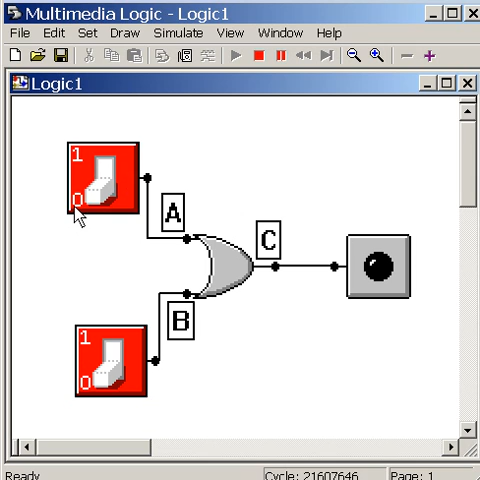 Multimedia Logic - Logic1
File Edit Set Draw Simulate View Window Help
Logic1
1
0
A
C
B
1
0
Ready Cycle: 21607646 Page: 1